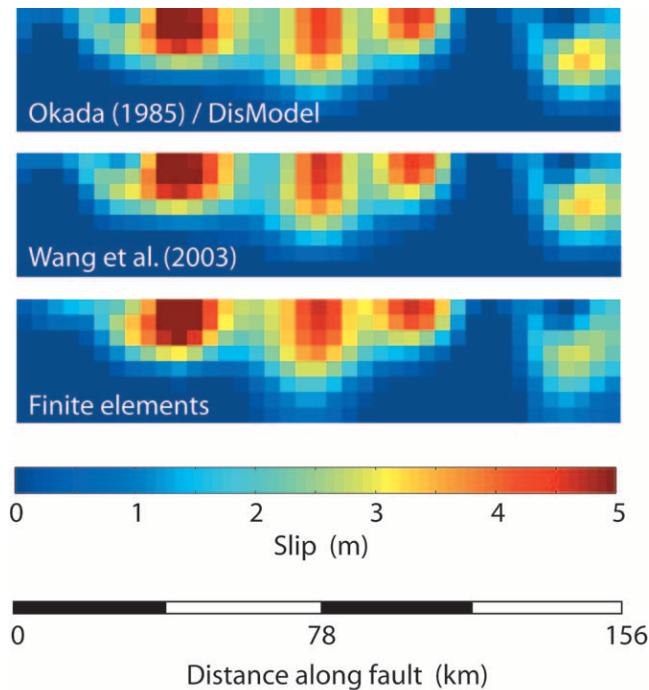 Okada (1985) / DisModel
Wang et al. (2003)
Finite elements
0 1 2 3 4 5
Slip (m)
0 78 156
Distance along fault (km)